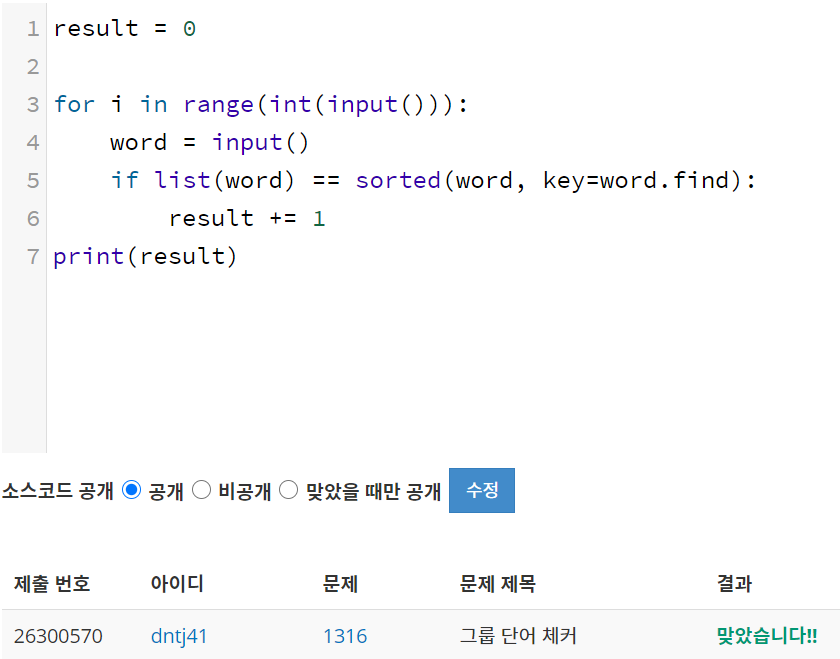 1 result = 0
2
3 for i in range(int(input())):
4     word = input()
5     if list(word) == sorted(word, key=word.find):
6         result += 1
7 print(result)
소스코드 공개 공개 비공개 맞았을 때만 공개 수정
제출 번호 아이디 문제 문제 제목 결과
26300570 dntj41 1316 그룹 단어 체커 맞았습니다!!